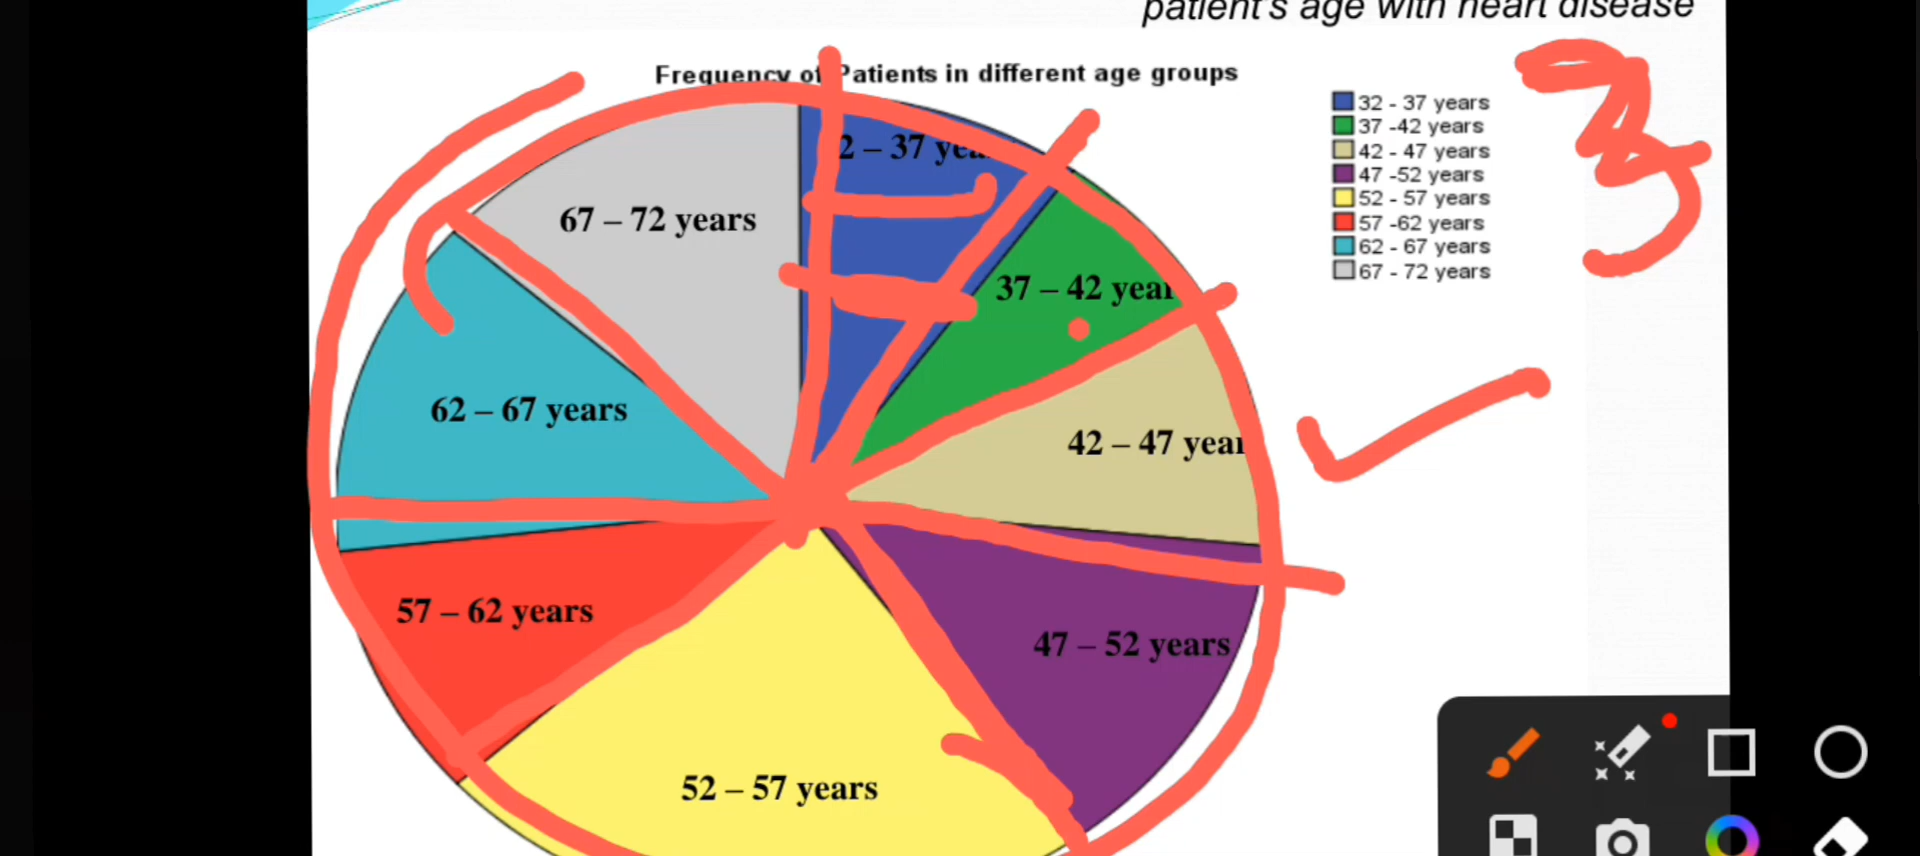 patient's age with heart disease
Frequency of Patients in different age groups
32 - 37 years
37 -42 years
42 - 47 years
47 -52 years
52 - 57 years
57 -62 years
62 - 67 years
67 - 72 years
2 – 37 yea
67 – 72 years
37 – 42 year
62 – 67 years
42 – 47 year
57 – 62 years
47 – 52 years
52 – 57 years